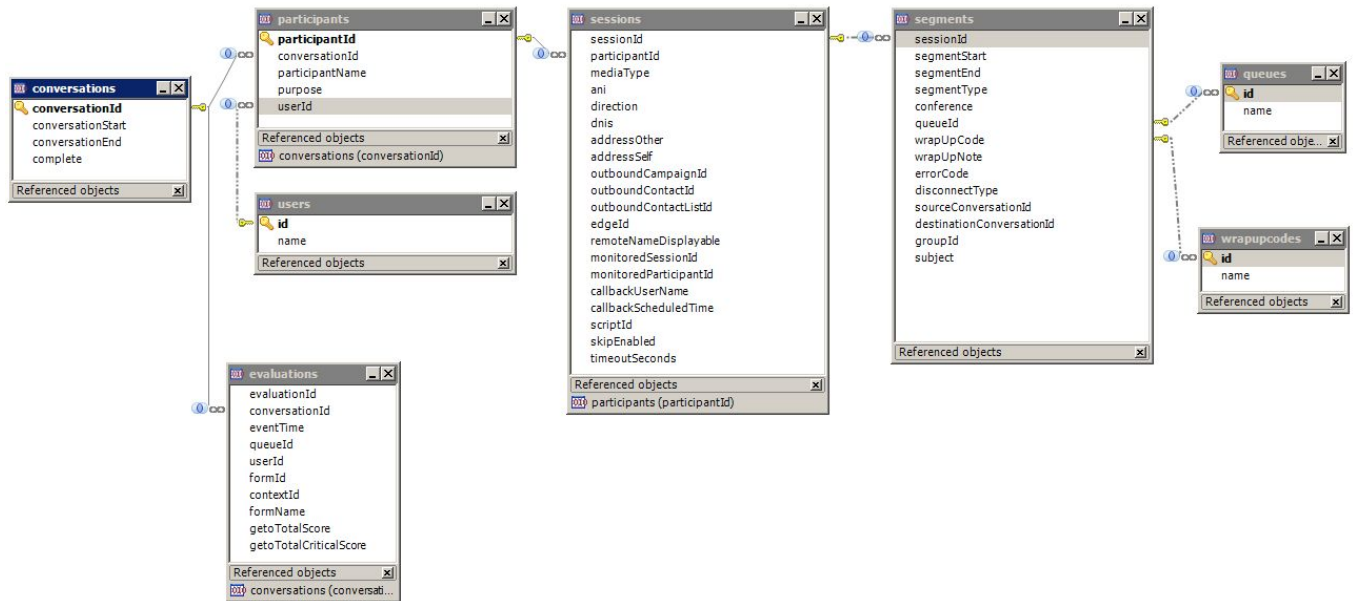 conversations
conversationId
conversationStart
conversationEnd
complete
Referenced objects
participants
participantId
conversationId
participantName
purpose
userId
Referenced objects
conversations (conversationId)
users
id
name
Referenced objects
evaluations
evaluationId
conversationId
eventTime
queueId
userId
formId
contextId
formName
getoTotalScore
getoTotalCriticalScore
Referenced objects
conversations (conversati...
sessions
sessionId
participantId
mediaType
ani
direction
dnis
addressOther
addressSelf
outboundCampaignId
outboundContactId
outboundContactListId
edgeId
remoteNameDisplayable
monitoredSessionId
monitoredParticipantId
callbackUserName
callbackScheduledTime
scriptId
skipEnabled
timeoutSeconds
Referenced objects
participants (participantId)
segments
sessionId
segmentStart
segmentEnd
segmentType
conference
queueId
wrapUpCode
wrapUpNote
errorCode
disconnectType
sourceConversationId
destinationConversationId
groupId
subject
Referenced objects
queues
id
name
Referenced obje...
wrapupcodes
id
name
Referenced objects